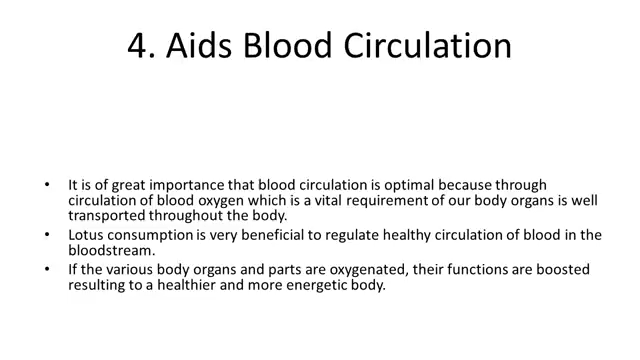 4. Aids Blood Circulation
• It is of great importance that blood circulation is optimal because through
circulation of blood oxygen which is a vital requirement of our body organs is well
transported throughout the body.
• Lotus consumption is very beneficial to regulate healthy circulation of blood in the
bloodstream.
• If the various body organs and parts are oxygenated, their functions are boosted
resulting to a healthier and more energetic body.